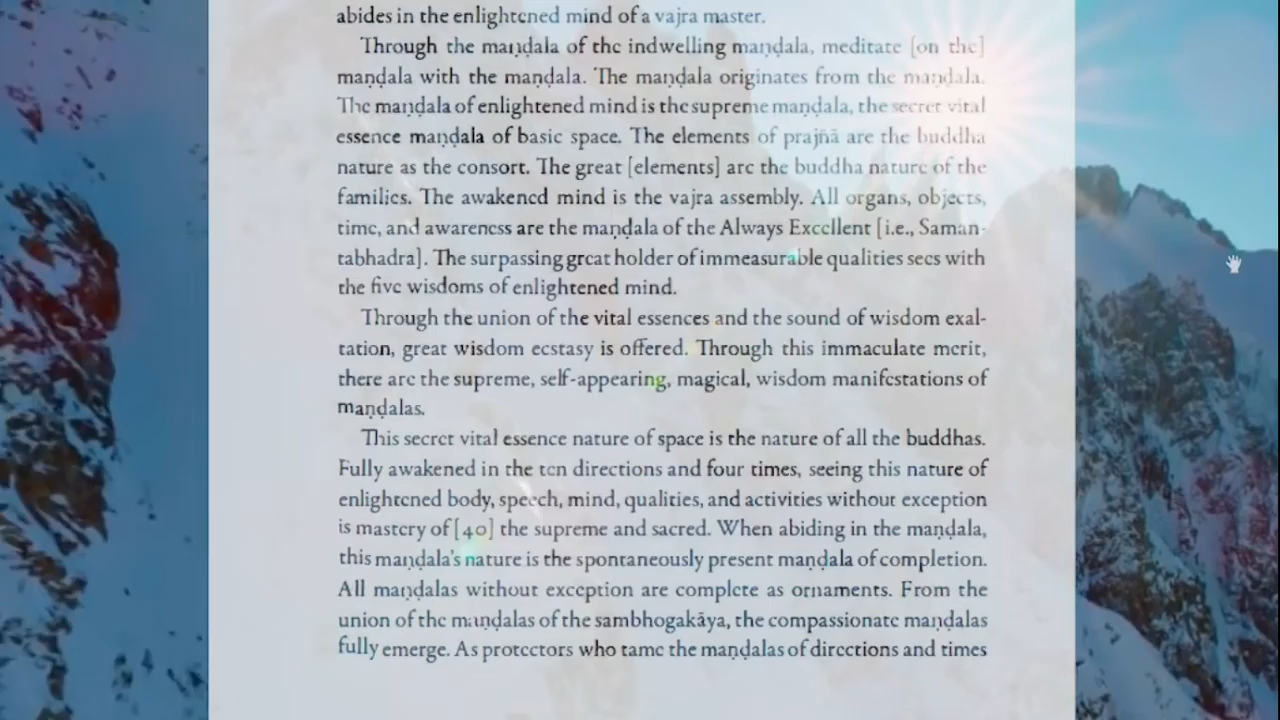 abides in the enlightened mind of a vajra master.
Through the maṇḍala of the indwelling maṇḍala, meditate [on the]
maṇḍala with the maṇḍala. The maṇḍala originates from the maṇḍala.
The maṇḍala of enlightened mind is the supreme maṇḍala, the secret vital
essence maṇḍala of basic space. The elements of prajñā are the buddha
nature as the consort. The great [elements] are the buddha nature of the
families. The awakened mind is the vajra assembly. All organs, objects,
time, and awareness are the maṇḍala of the Always Excellent [i.e., Saman-
tabhadra]. The surpassing great holder of immeasurable qualities sees with
the five wisdoms of enlightened mind.
Through the union of the vital essences and the sound of wisdom exal-
tation, great wisdom ecstasy is offered. Through this immaculate merit,
there are the supreme, self-appearing, magical, wisdom manifestations of
maṇḍalas.
This secret vital essence nature of space is the nature of all the buddhas.
Fully awakened in the ten directions and four times, seeing this nature of
enlightened body, speech, mind, qualities, and activities without exception
is mastery of [40] the supreme and sacred. When abiding in the maṇḍala,
this maṇḍala's nature is the spontaneously present maṇḍala of completion.
All maṇḍalas without exception are complete as ornaments. From the
union of the maṇḍalas of the sambhogakāya, the compassionate maṇḍalas
fully emerge. As protectors who tame the maṇḍalas of directions and times